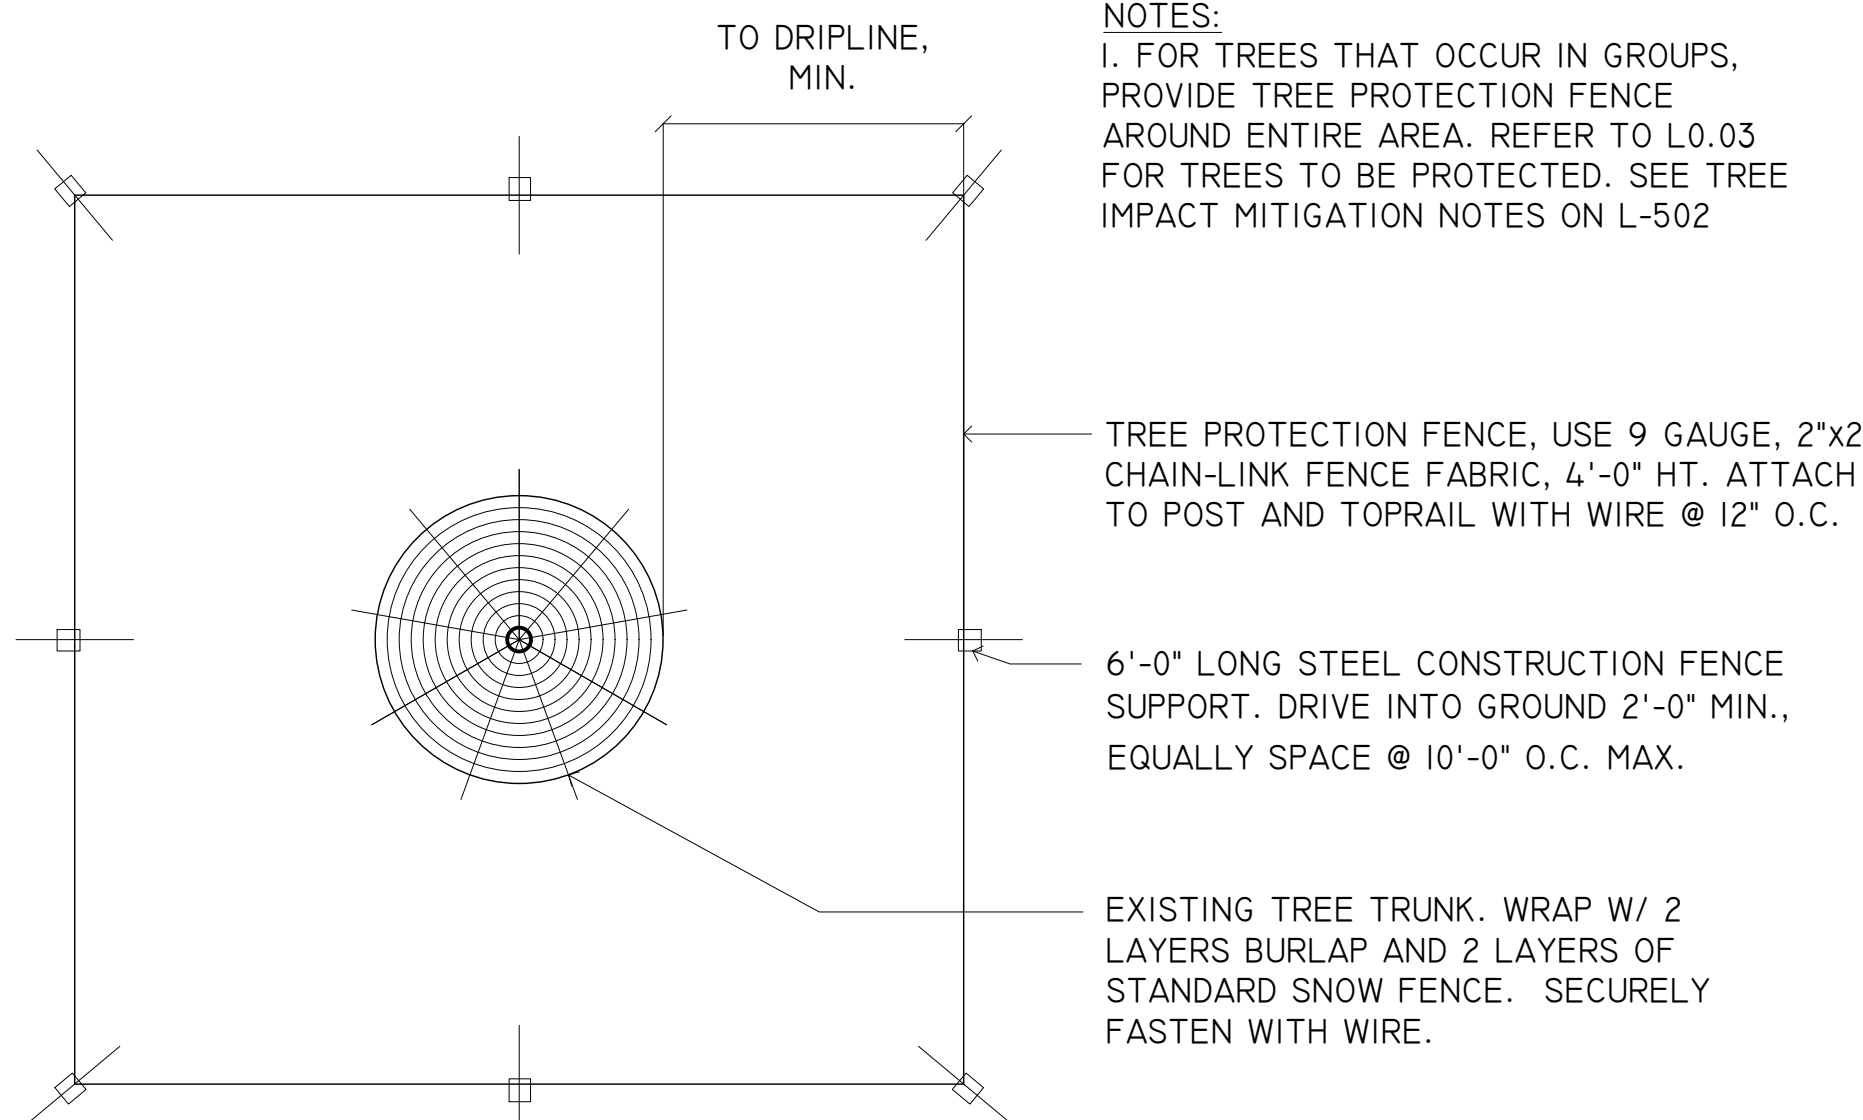 TO DRIPLINE,
MIN.
NOTES:
1. FOR TREES THAT OCCUR IN GROUPS,
PROVIDE TREE PROTECTION FENCE
AROUND ENTIRE AREA. REFER TO L0.03
FOR TREES TO BE PROTECTED. SEE TREE
IMPACT MITIGATION NOTES ON L-502
TREE PROTECTION FENCE, USE 9 GAUGE, 2"x2
CHAIN-LINK FENCE FABRIC, 4'-0" HT. ATTACH
TO POST AND TOPRAIL WITH WIRE @ 12" O.C.
6'-0" LONG STEEL CONSTRUCTION FENCE
SUPPORT. DRIVE INTO GROUND 2'-0" MIN.,
EQUALLY SPACE @ 10'-0" O.C. MAX.
EXISTING TREE TRUNK. WRAP W/ 2
LAYERS BURLAP AND 2 LAYERS OF
STANDARD SNOW FENCE. SECURELY
FASTEN WITH WIRE.